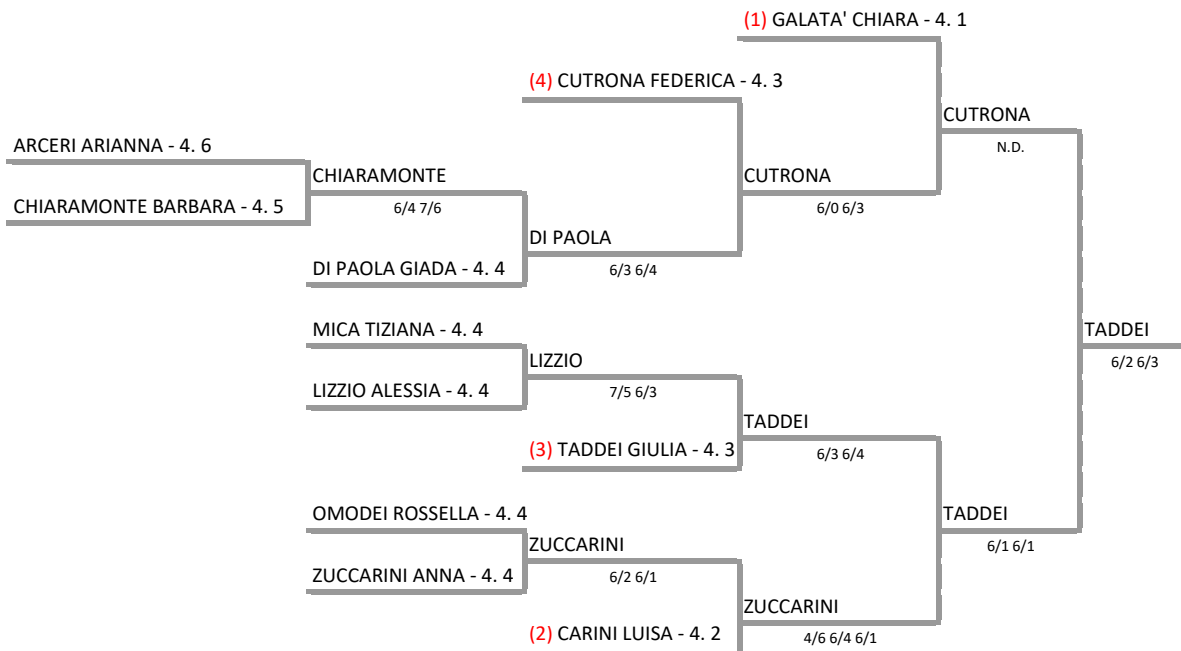 (1) GALATA' CHIARA - 4. 1
(4) CUTRONA FEDERICA - 4. 3
CUTRONA
N.D.
ARCERI ARIANNA - 4. 6
CHIARAMONTE
CUTRONA
CHIARAMONTE BARBARA - 4. 5
6/4 7/6
6/0 6/3
DI PAOLA
DI PAOLA GIADA - 4. 4
6/3 6/4
MICA TIZIANA - 4. 4
TADDEI
LIZZIO
6/2 6/3
LIZZIO ALESSIA - 4. 4
7/5 6/3
TADDEI
(3) TADDEI GIULIA - 4. 3
6/3 6/4
OMODEI ROSSELLA - 4. 4
TADDEI
ZUCCARINI
6/1 6/1
ZUCCARINI ANNA - 4. 4
6/2 6/1
ZUCCARINI
(2) CARINI LUISA - 4. 2
4/6 6/4 6/1